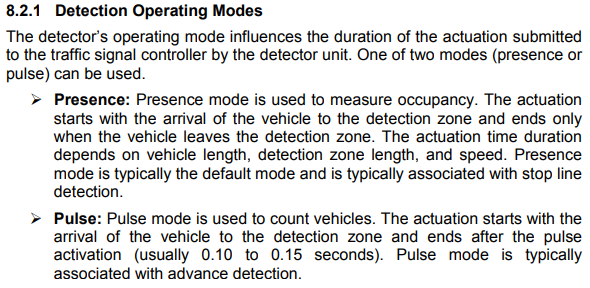 8.2.1 Detection Operating Modes
The detector's operating mode influences the duration of the actuation submitted
to the traffic signal controller by the detector unit. One of two modes (presence or
pulse) can be used.
➢ Presence: Presence mode is used to measure occupancy. The actuation
starts with the arrival of the vehicle to the detection zone and ends only
when the vehicle leaves the detection zone. The actuation time duration
depends on vehicle length, detection zone length, and speed. Presence
mode is typically the default mode and is typically associated with stop line
detection.
➢ Pulse: Pulse mode is used to count vehicles. The actuation starts with the
arrival of the vehicle to the detection zone and ends after the pulse
activation (usually 0.10 to 0.15 seconds). Pulse mode is typically
associated with advance detection.